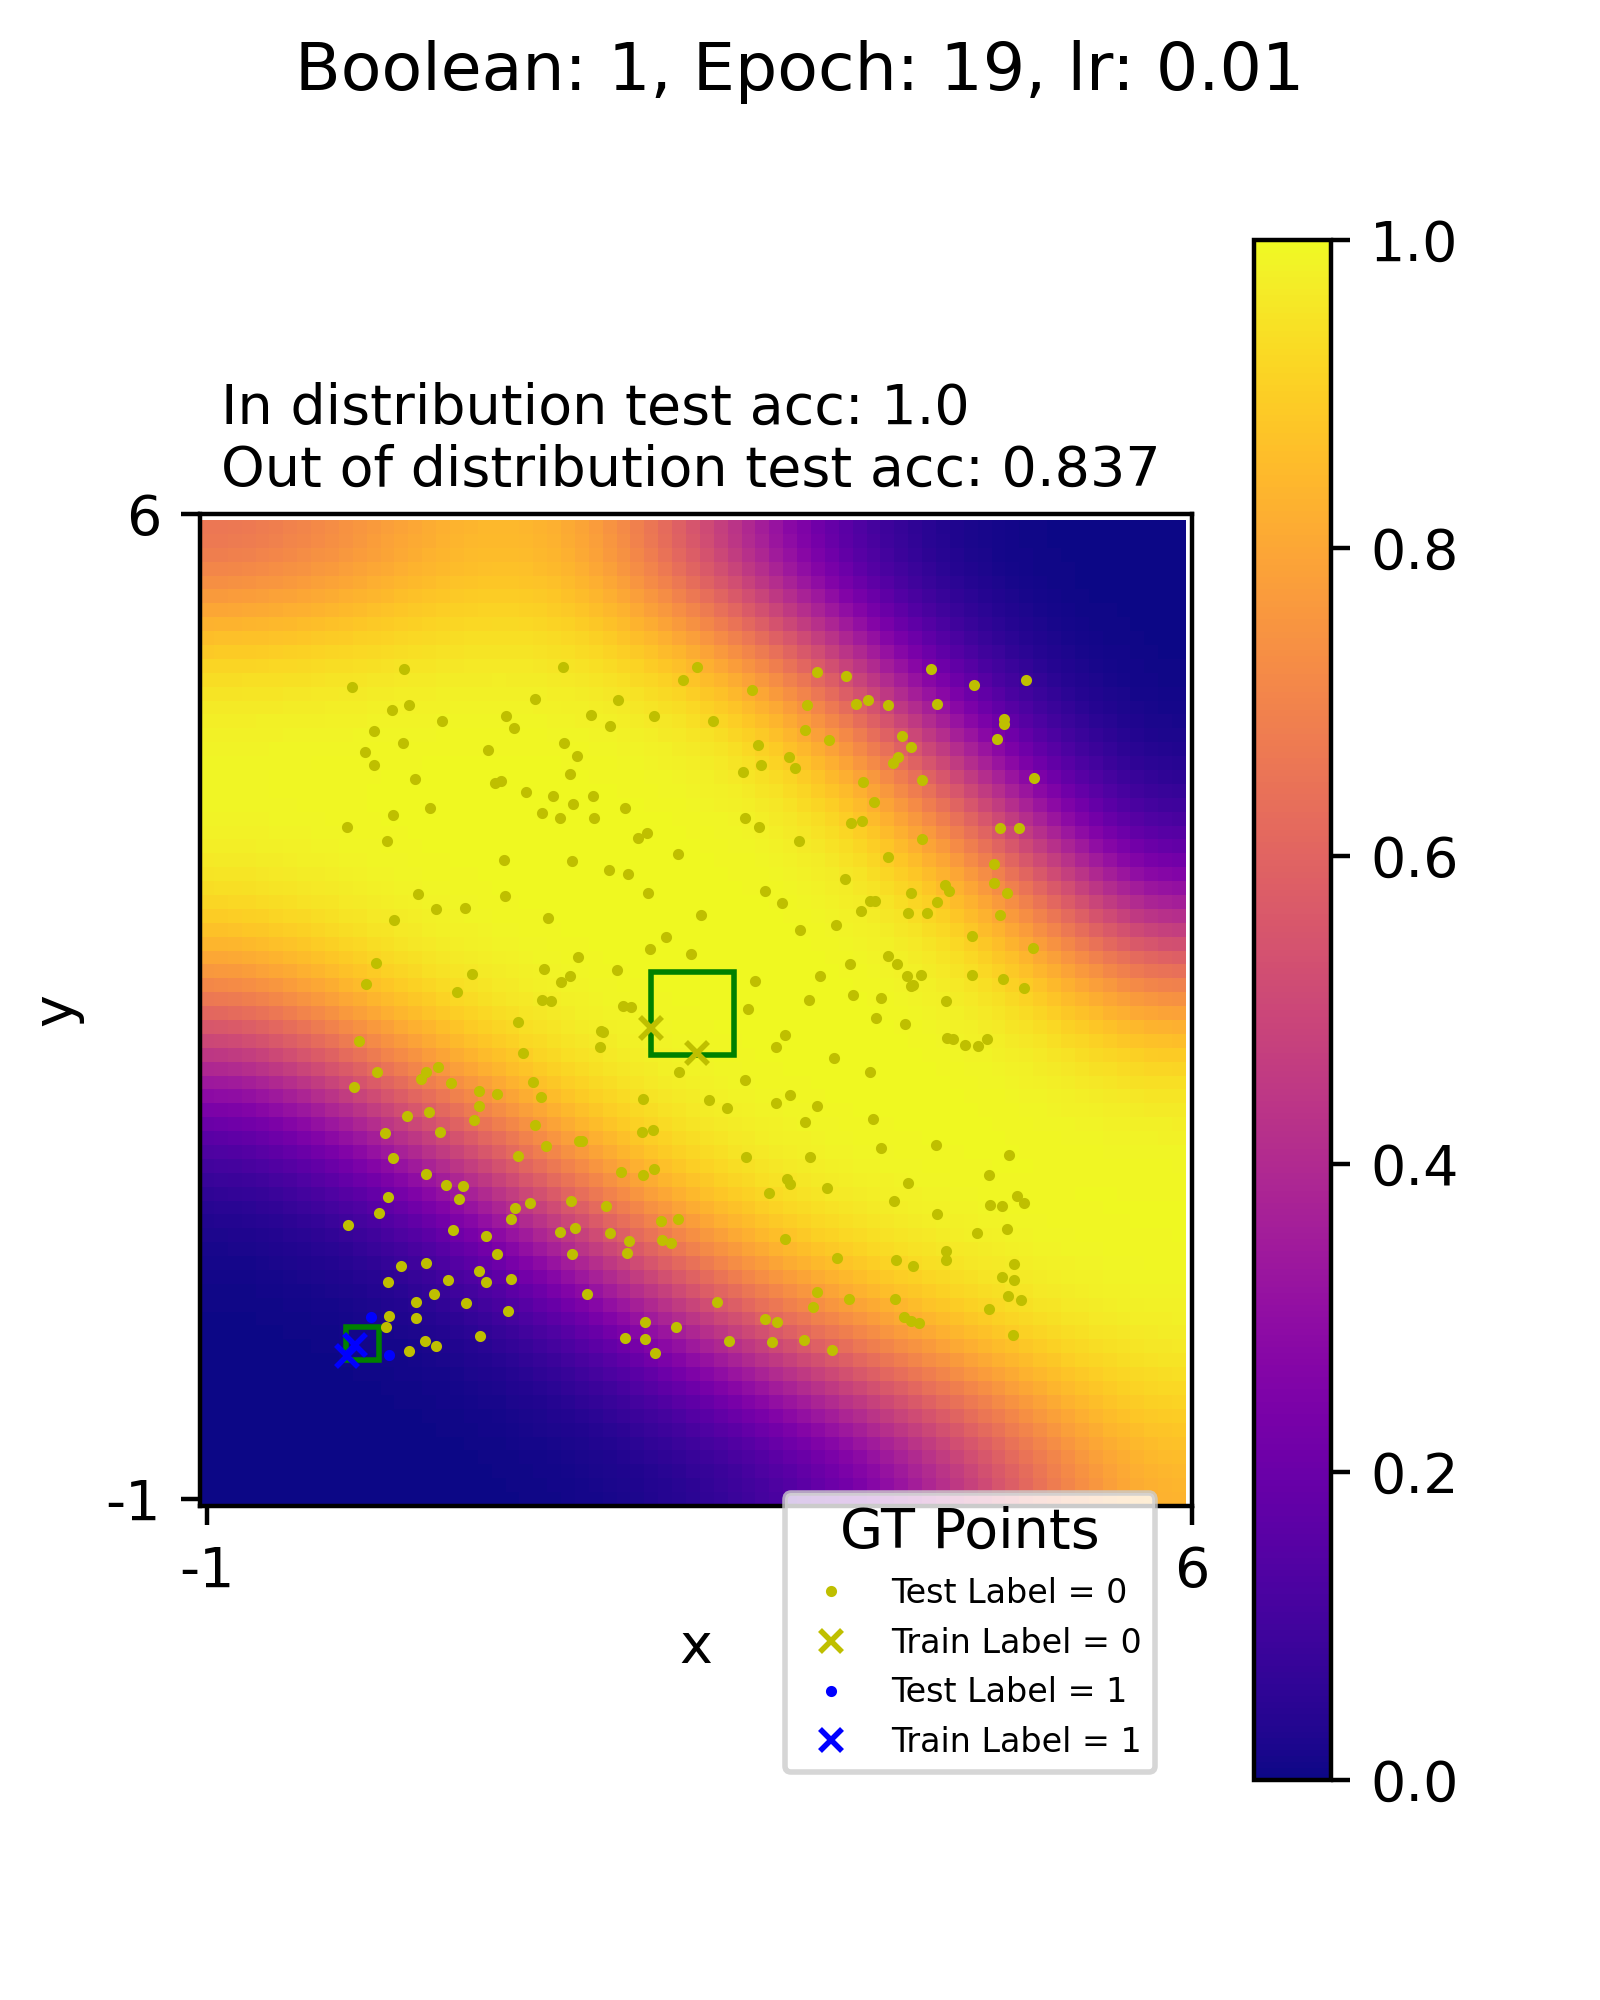 Boolean: 1, Epoch: 19, lr: 0.01
In distribution test acc: 1.0
Out of distribution test acc: 0.837
6
y
-1
-1
6
x
GT Points
Test Label = 0
Train Label = 0
Test Label = 1
Train Label = 1
1.0
0.8
0.6
0.4
0.2
0.0